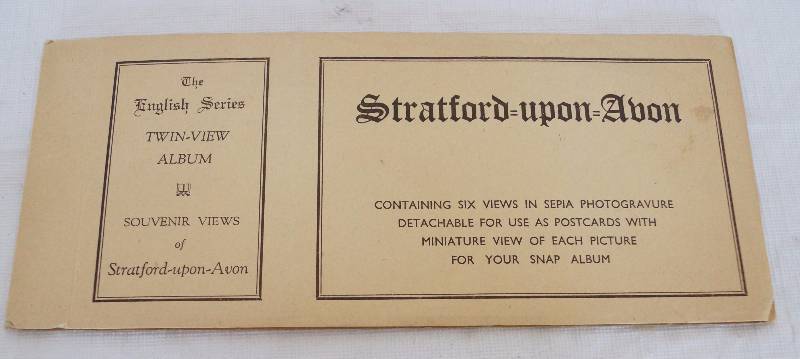 The
English Series
TWIN-VIEW
ALBUM
SOUVENIR VIEWS
of
Stratford-upon-Avon
Stratford=upon=Avon
CONTAINING SIX VIEWS IN SEPIA PHOTOGRAVURE
DETACHABLE FOR USE AS POSTCARDS WITH
MINIATURE VIEW OF EACH PICTURE
FOR YOUR SNAP ALBUM